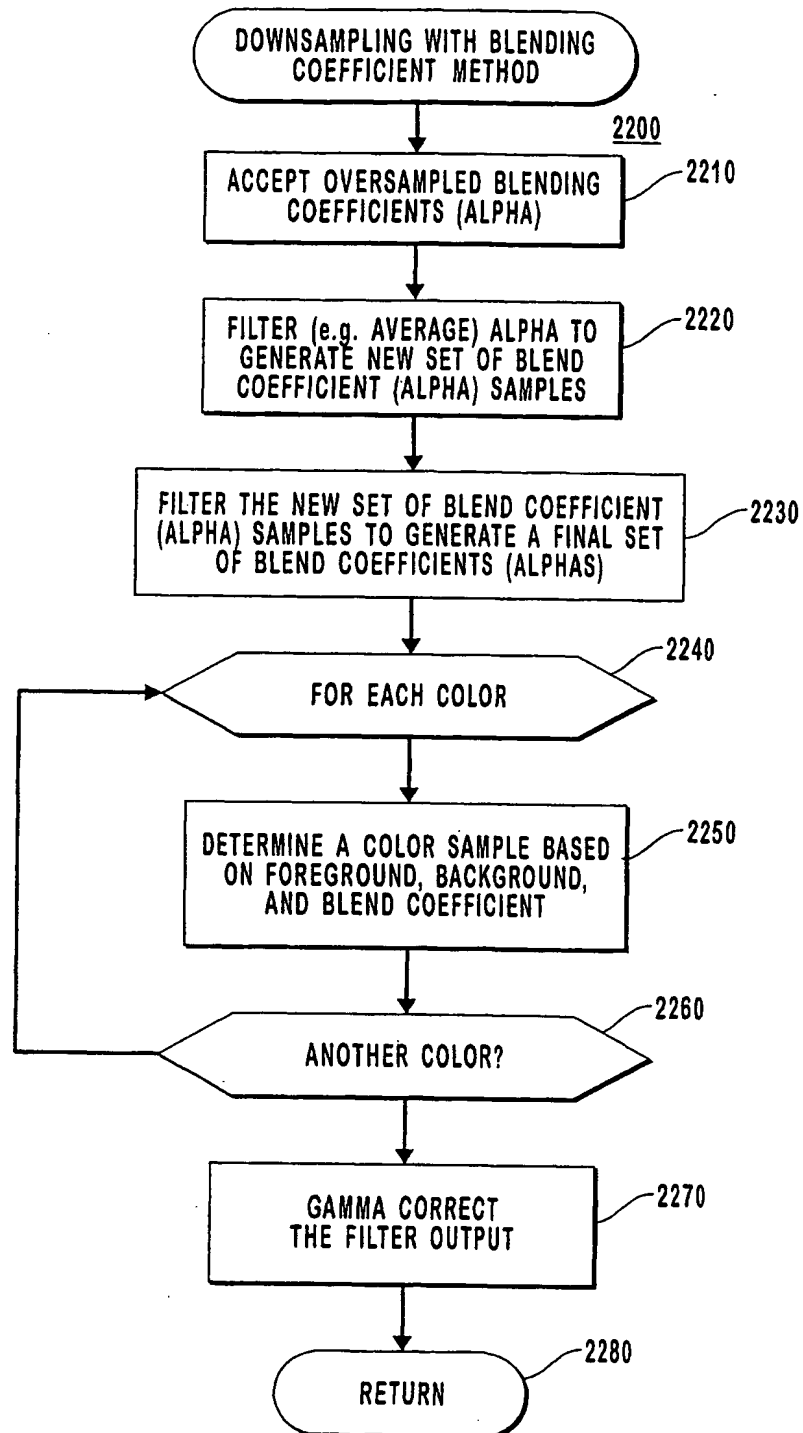 DOWNSAMPLING WITH BLENDING
COEFFICIENT METHOD
2200
ACCEPT OVERSAMPLED BLENDING
COEFFICIENTS (ALPHA)
2210
FILTER (e.g. AVERAGE) ALPHA TO
GENERATE NEW SET OF BLEND
COEFFICIENT (ALPHA) SAMPLES
2220
FILTER THE NEW SET OF BLEND COEFFICIENT
(ALPHA) SAMPLES TO GENERATE A FINAL SET
OF BLEND COEFFICIENTS (ALPHAS)
2230
FOR EACH COLOR
2240
DETERMINE A COLOR SAMPLE BASED
ON FOREGROUND, BACKGROUND,
AND BLEND COEFFICIENT
2250
ANOTHER COLOR?
2260
GAMMA CORRECT
THE FILTER OUTPUT
2270
RETURN
2280